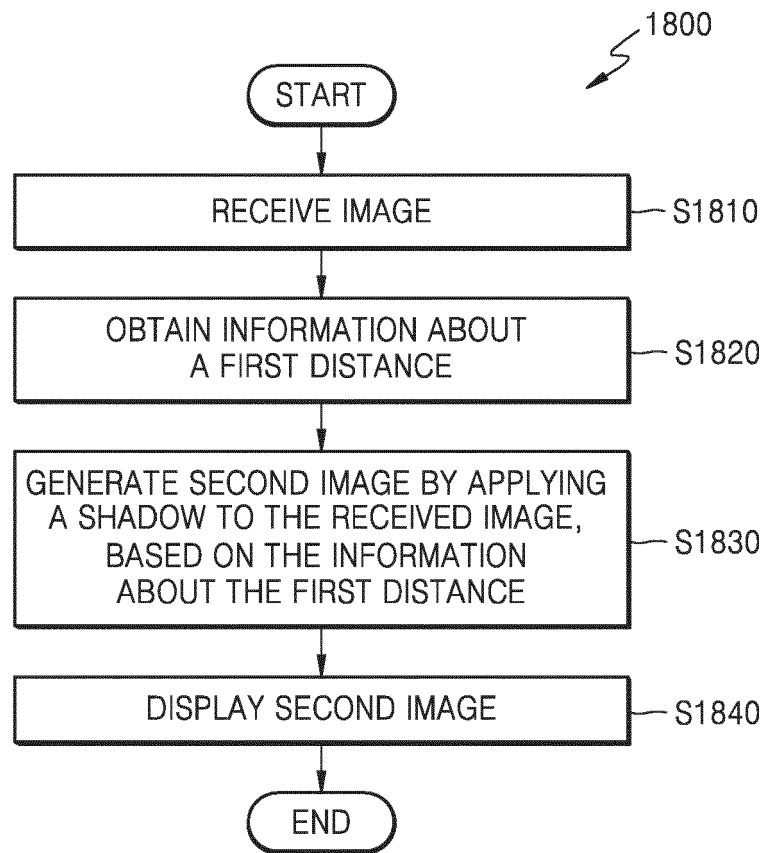 1800
START
RECEIVE IMAGE
S1810
OBTAIN INFORMATION ABOUT
A FIRST DISTANCE
S1820
GENERATE SECOND IMAGE BY APPLYING
A SHADOW TO THE RECEIVED IMAGE,
BASED ON THE INFORMATION
ABOUT THE FIRST DISTANCE
S1830
DISPLAY SECOND IMAGE
S1840
END